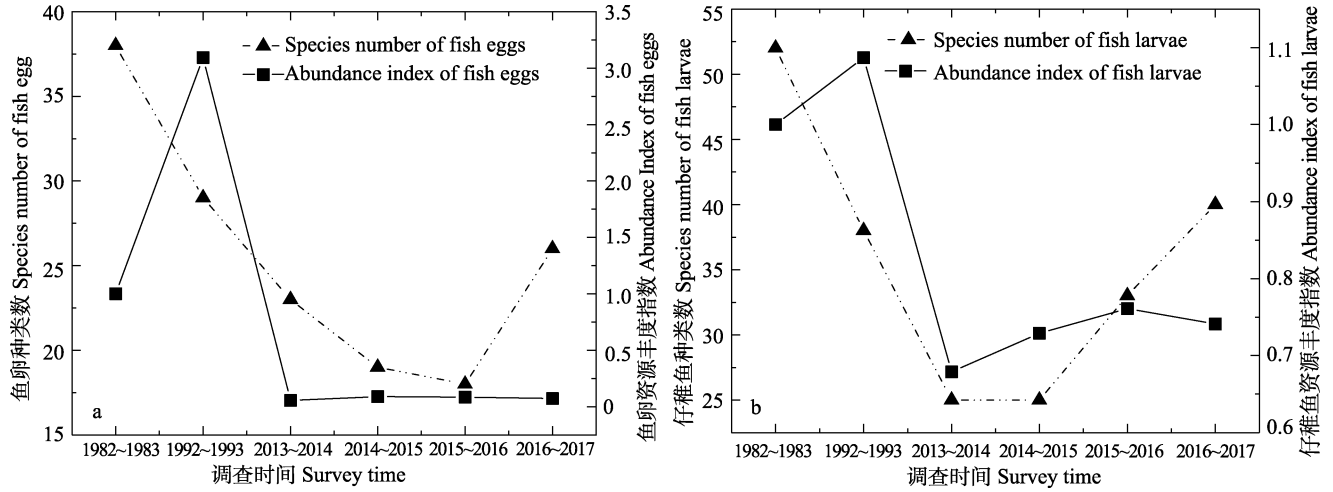 40
35
30
25
20
15
鱼卵种类数 Species number of fish egg
Species number of fish eggs
Abundance index of fish eggs
a
3.5
3.0
2.5
2.0
1.5
1.0
0.5
0
鱼卵资源丰度指数 Abundance Index of fish eggs
1982~1983 1992~1993 2013~2014 2014~2015 2015~2016 2016~2017
调查时间 Survey time
55
50
45
40
35
30
25
仔稚鱼种类数 Species number of fish larvae
Species number of fish larvae
Abundance index of fish larvae
b
1.1
1.0
0.9
0.8
0.7
0.6
仔稚鱼资源丰度指数 Abundance index of fish larvae
1982~1983 1992~1993 2013~2014 2014~2015 2015~2016 2016~2017
调查时间 Survey time